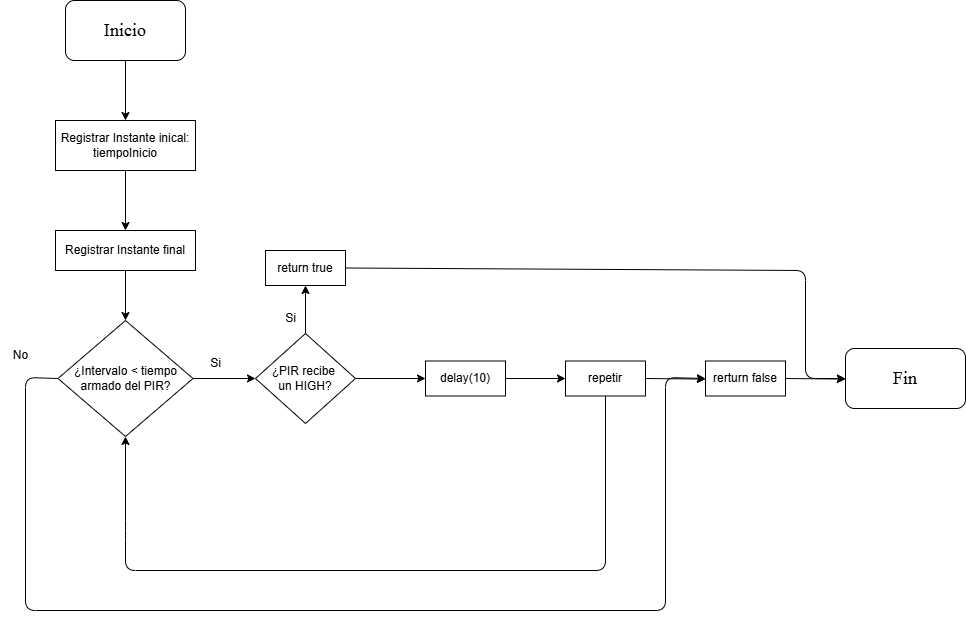 Inicio
Registrar Instante inical:
tiempoInicio
Registrar Instante final
return true
Si
No
¿Intervalo < tiempo
armado del PIR?
Si
¿PIR recibe
un HIGH?
delay(10)
repetir
rerturn false
Fin